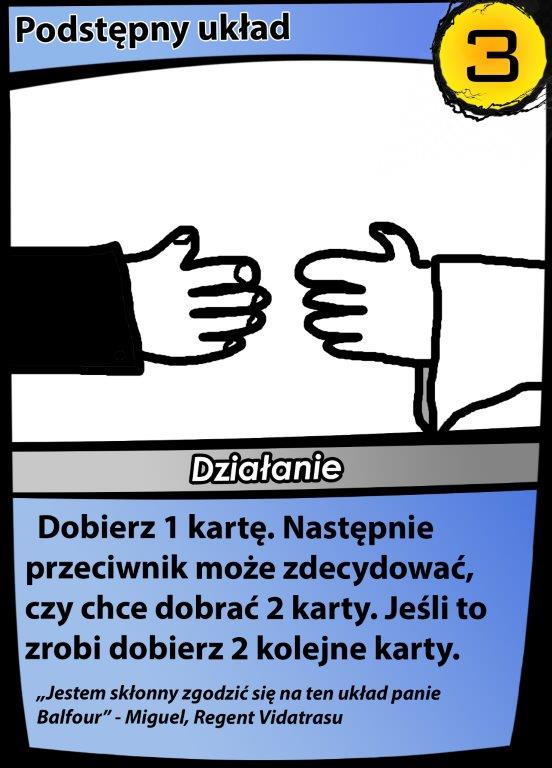 Podstępny układ
3
Działanie
Dobierz 1 kartę. Następnie
przeciwnik może zdecydować,
czy chce dobrać 2 karty. Jeśli to
zrobi dobierz 2 kolejne karty.
„Jestem skłonny zgodzić się na ten układ panie
Balfour” - Miguel, Regent Vidatrasu